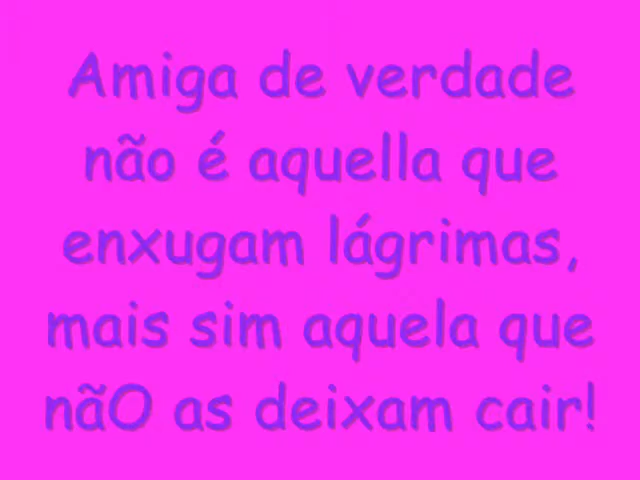 Amiga de verdade
não é aquella que
enxugam lágrimas,
mais sim aquela que
nãO as deixam cair!